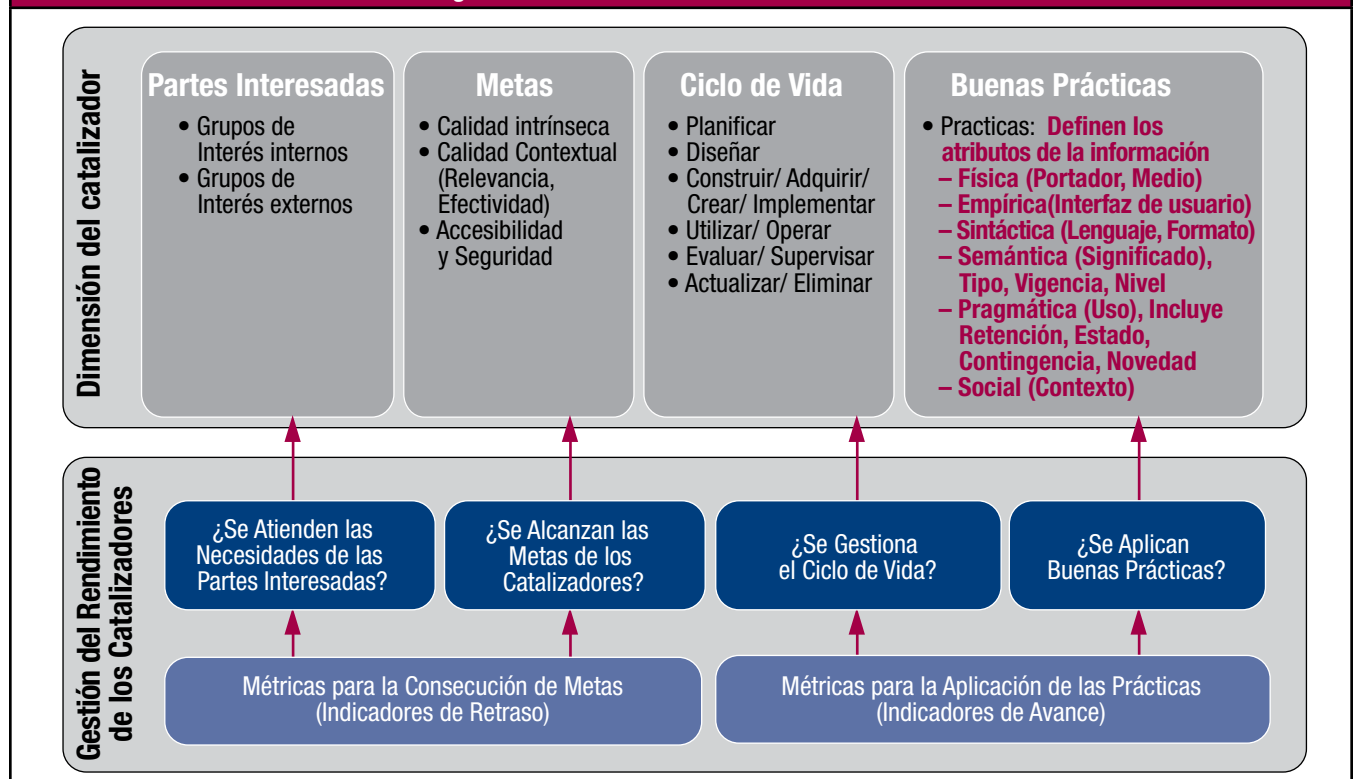 Dimensión del catalizador
Partes Interesadas
• Grupos de
Interés internos
• Grupos de
Interés externos
Metas
• Calidad intrínseca
• Calidad Contextual
(Relevancia,
Efectividad)
• Accesibilidad
y Seguridad
Ciclo de Vida
• Planificar
• Diseñar
• Construir/ Adquirir/
Crear/ Implementar
• Utilizar/ Operar
• Evaluar/ Supervisar
• Actualizar/ Eliminar
Buenas Prácticas
• Practicas: Definen los
atributos de la información
– Física (Portador, Medio)
– Empírica(Interfaz de usuario)
– Sintáctica (Lenguaje, Formato)
– Semántica (Significado),
Tipo, Vigencia, Nivel
– Pragmática (Uso), Incluye
Retención, Estado,
Contingencia, Novedad
– Social (Contexto)
Gestión del Rendimiento
de los Catalizadores
¿Se Atienden las
Necesidades de las
Partes Interesadas?
¿Se Alcanzan las
Metas de los
Catalizadores?
¿Se Gestiona
el Ciclo de Vida?
¿Se Aplican
Buenas Prácticas?
Métricas para la Consecución de Metas
(Indicadores de Retraso)
Métricas para la Aplicación de las Prácticas
(Indicadores de Avance)